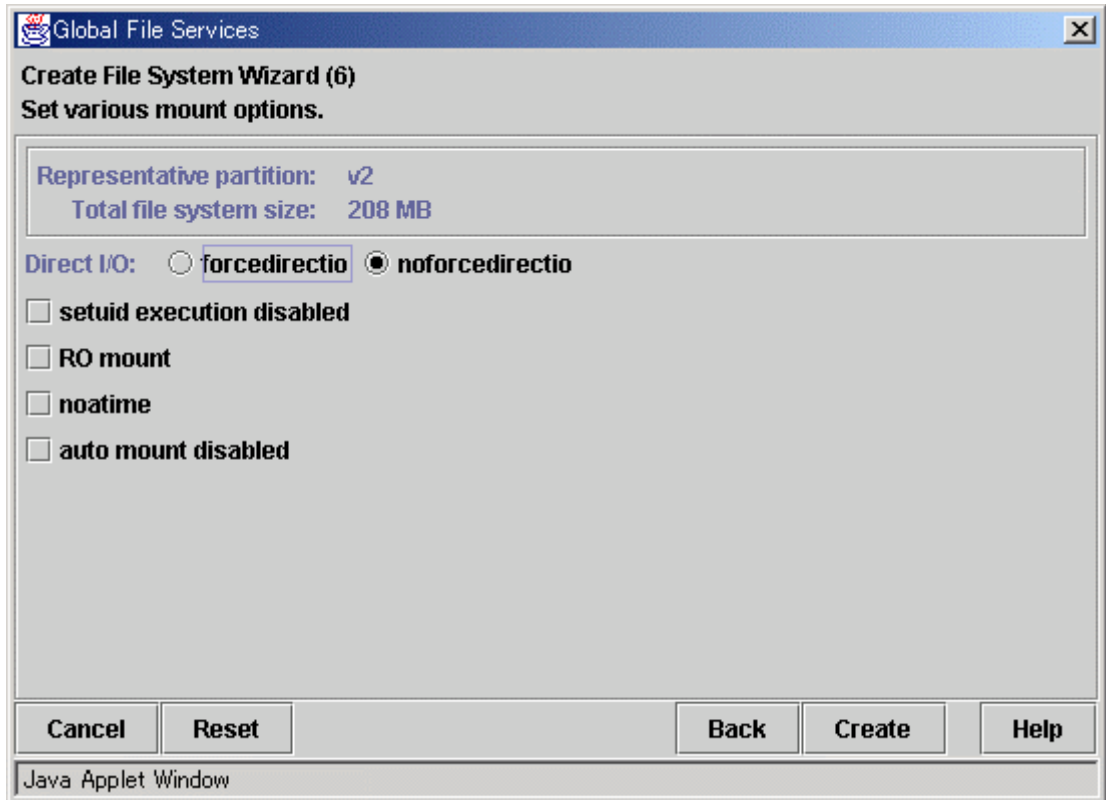 Global File Services
Create File System Wizard (6)
Set various mount options.
Representative partition: v2
Total file system size: 208 MB
Direct I/O: forcedirectio noforcedirectio
setuid execution disabled
RO mount
noatime
auto mount disabled
Cancel Reset Back Create Help
Java Applet Window